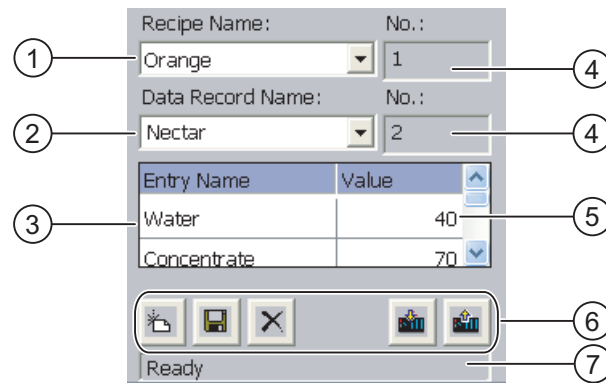 Recipe Name: No.:
1 Orange 1 4
Data Record Name: No.:
2 Nectar 2 4
Entry Name Value
3 Water 40 5
Concentrate 70
6
Ready 7